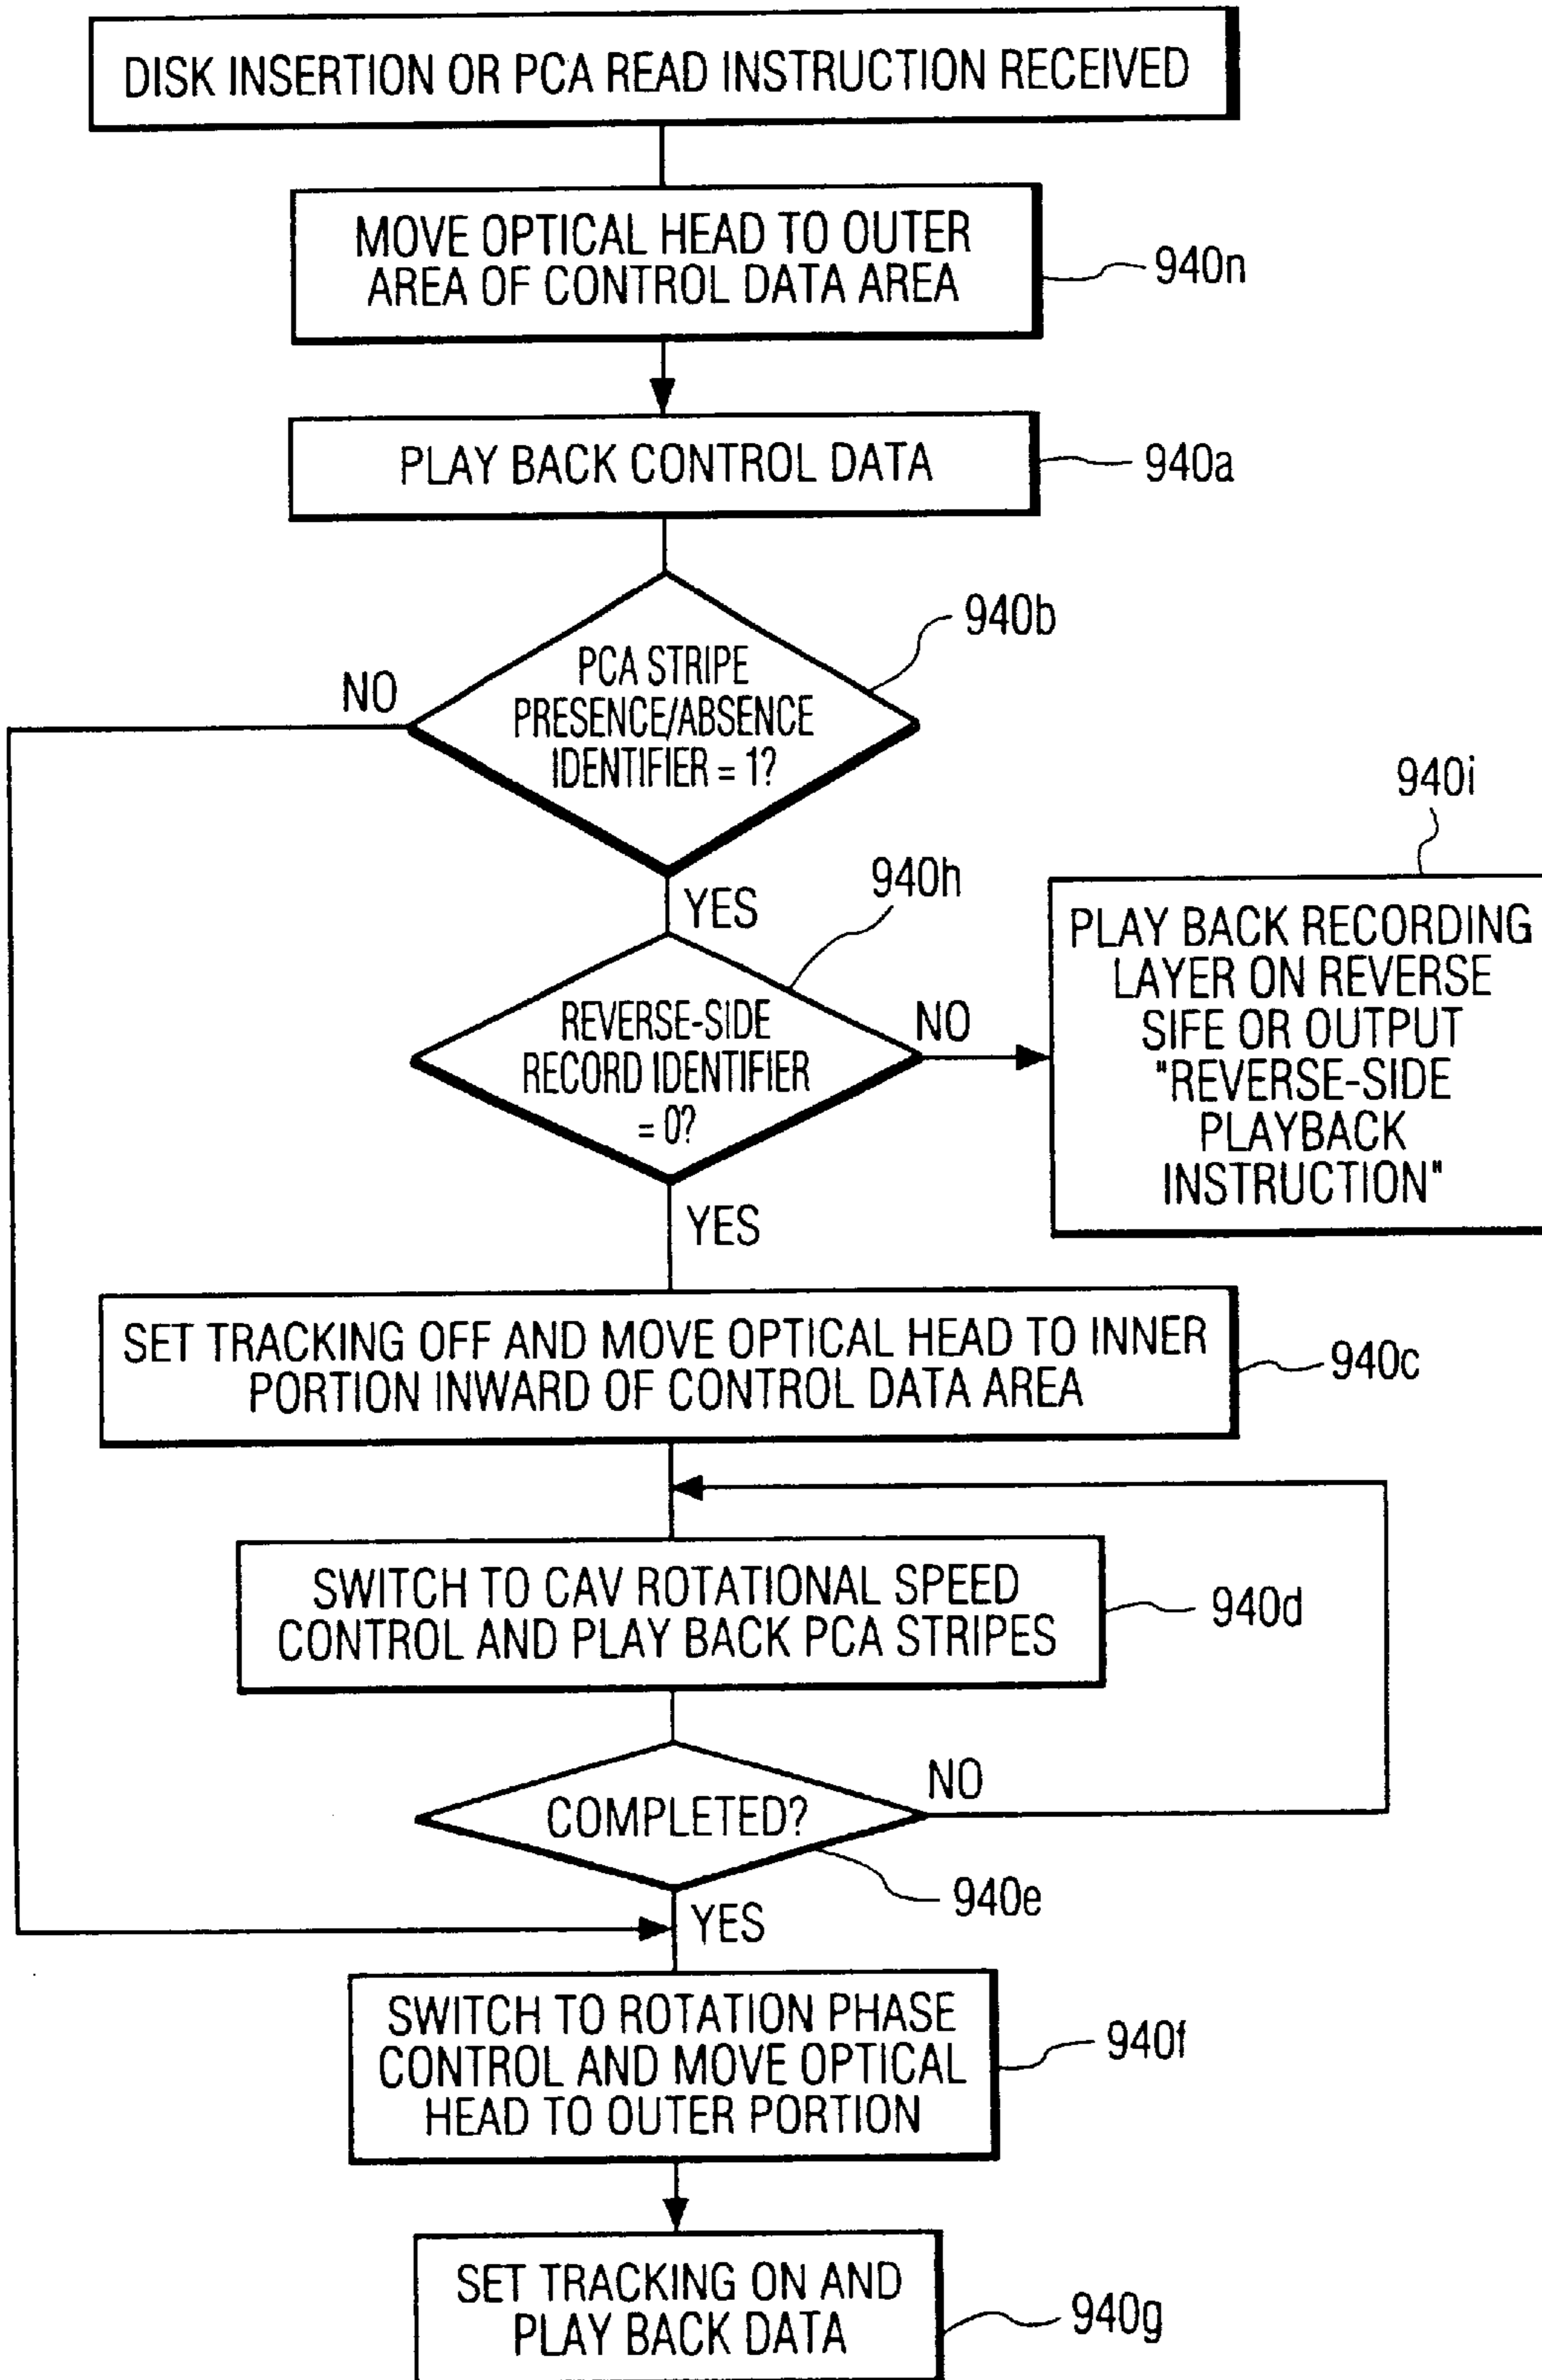 DISK INSERTION OR PCA READ INSTRUCTION RECEIVED
MOVE OPTICAL HEAD TO OUTER
AREA OF CONTROL DATA AREA
940n
PLAY BACK CONTROL DATA
940a
940b
PCA STRIPE
PRESENCE/ABSENCE
IDENTIFIER = 1?
NO
YES
940h
940i
REVERSE-SIDE
RECORD IDENTIFIER
= 0?
NO
PLAY BACK RECORDING
LAYER ON REVERSE
SIFE OR OUTPUT
"REVERSE-SIDE
PLAYBACK
INSTRUCTION"
YES
SET TRACKING OFF AND MOVE OPTICAL HEAD TO INNER
PORTION INWARD OF CONTROL DATA AREA
940c
SWITCH TO CAV ROTATIONAL SPEED
CONTROL AND PLAY BACK PCA STRIPES
940d
COMPLETED?
NO
940e
YES
SWITCH TO ROTATION PHASE
CONTROL AND MOVE OPTICAL
HEAD TO OUTER PORTION
940f
SET TRACKING ON AND
PLAY BACK DATA
940g